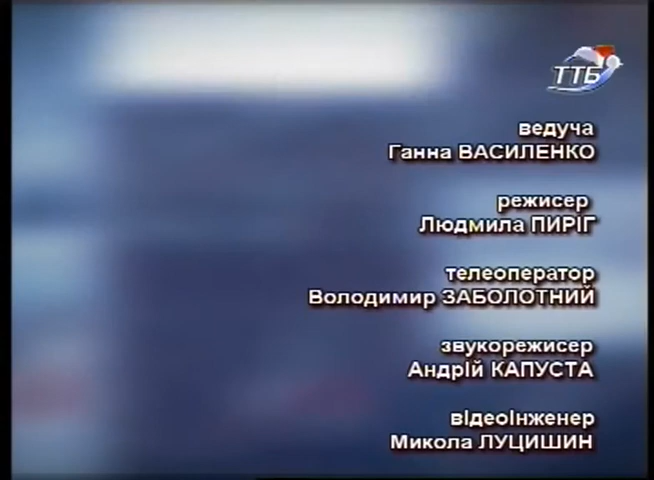 ТТБ
ведуча
Ганна ВАСИЛЕНКО
режисер
Людмила ПИРІГ
телеоператор
Володимир ЗАБОЛОТНИЙ
звукорежисер
Андрій КАПУСТА
відеоінженер
Микола ЛУЦИШИН